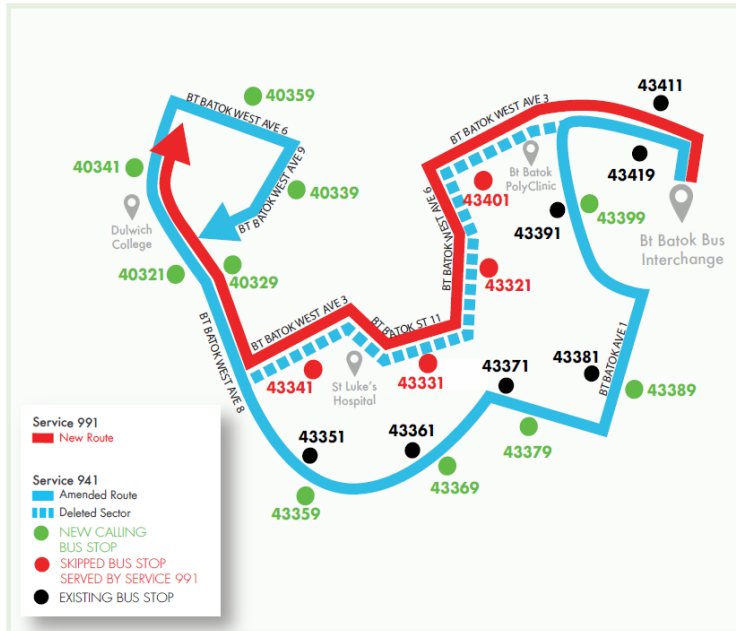 40359
BT BATOK WEST AVE 6
BT BATOK WEST AVE 3
43411
40341
BT BATOK WEST AVE 9
40339
Bt Batok
PolyClinic
43419
43401
Dulwich
College
BT BATOK WEST AVE 6
43399
43391
Bt Batok Bus
Interchange
40321
40329
43321
BT BATOK WEST AVE 3
BT BATOK ST 11
BT BATOK WEST AVE 8
BT BATOK AVE 1
43341
St Luke's
Hospital
43331
43371
43381
43389
43351
43361
43379
43359
43369
Service 991
New Route
Service 941
Amended Route
Deleted Sector
NEW CALLING
BUS STOP
SKIPPED BUS STOP
SERVED BY SERVICE 991
EXISTING BUS STOP